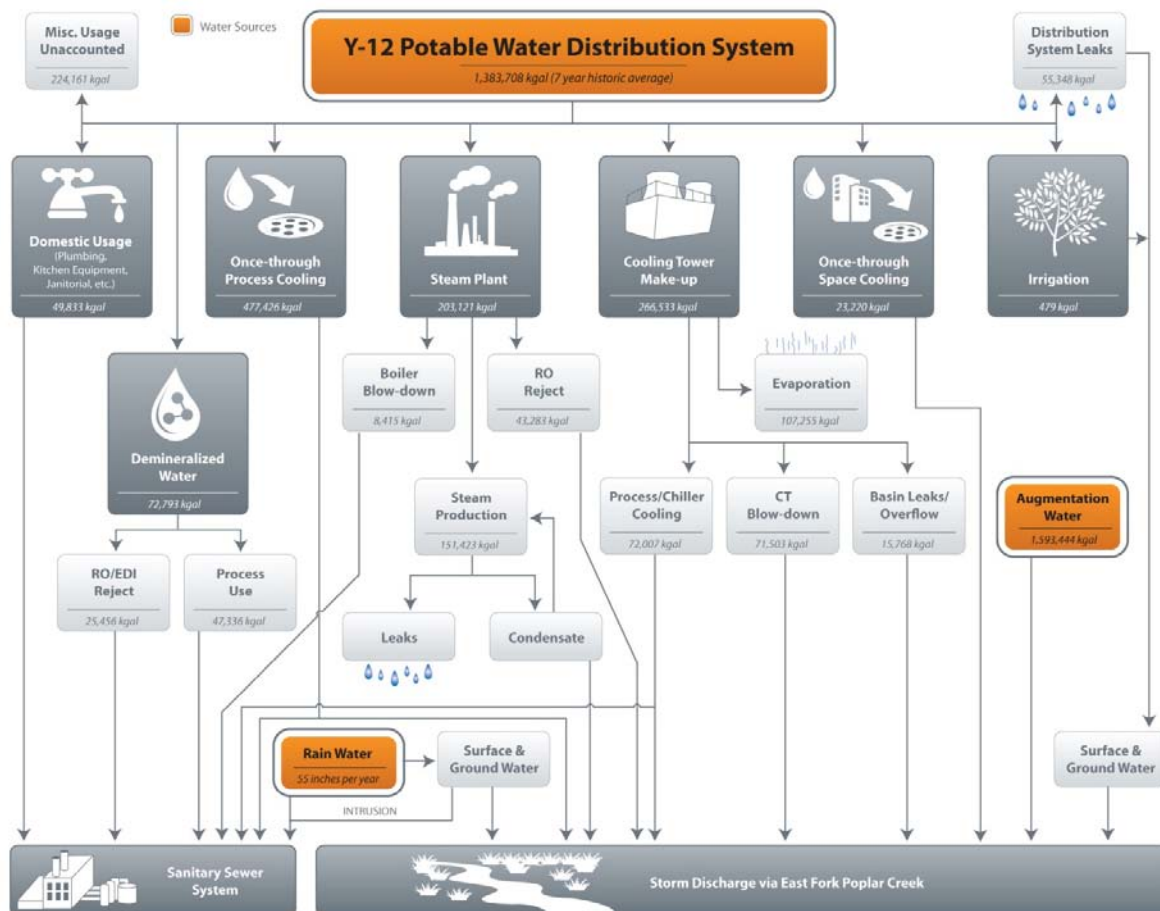 Misc. Usage
Unaccounted
224,161 kgal
Water Sources
Y-12 Potable Water Distribution System
1,383,708 kgal (7 year historic average)
Distribution
System Leaks
55,348 kgal
Domestic Usage
(Plumbing,
Kitchen Equipment,
Janitorial, etc.)
49,833 kgal
Once-through
Process Cooling
477,426 kgal
Steam Plant
203,121 kgal
Cooling Tower
Make-up
266,533 kgal
Once-through
Space Cooling
23,220 kgal
Irrigation
479 kgal
Boiler
Blow-down
8,415 kgal
RO
Reject
43,283 kgal
Evaporation
107,255 kgal
Demineralized
Water
72,793 kgal
Steam
Production
151,423 kgal
Process/Chiller
Cooling
72,007 kgal
CT
Blow-down
71,503 kgal
Basin Leaks/
Overflow
15,768 kgal
Augmentation
Water
1,593,444 kgal
RO/EDI
Reject
25,456 kgal
Process
Use
47,336 kgal
Leaks
Condensate
Rain Water
55 inches per year
Surface &
Ground Water
Surface &
Ground Water
INTRUSION
Sanitary Sewer
System
Storm Discharge via East Fork Poplar Creek